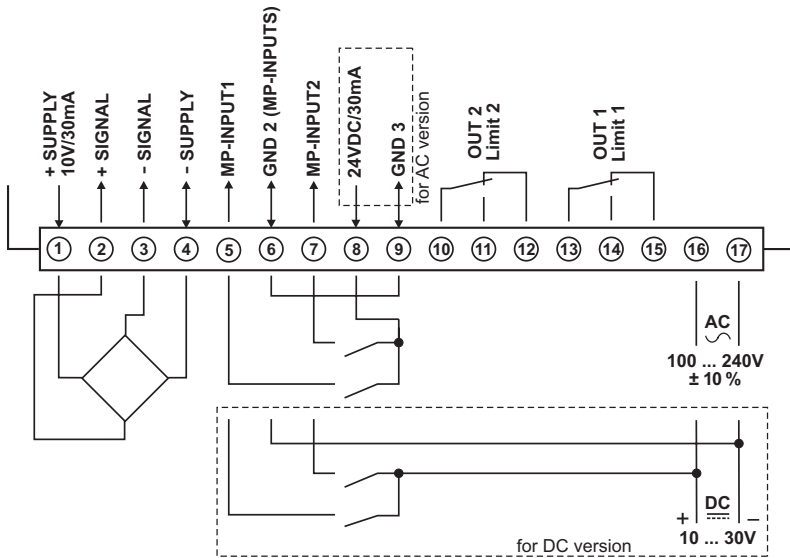 + SUPPLY
10V/30mA
+ SIGNAL
- SIGNAL
- SUPPLY
MP-INPUT1
GND 2 (MP-INPUTS)
MP-INPUT2
24VDC/30mA
GND 3
for AC version
OUT 2
Limit 2
OUT 1
Limit 1
1 2 3 4 5 6 7 8 9 10 11 12 13 14 15 16 17
AC
100 ... 240V
± 10 %
+ DC –
10 ... 30V
for DC version